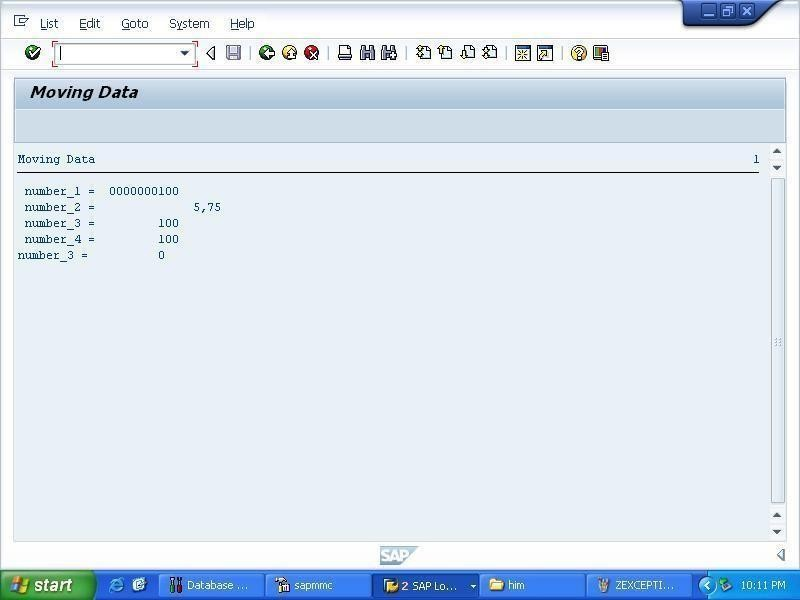 List Edit Goto System Help
Moving Data
Moving Data 1
number_1 = 0000000100
number_2 = 5,75
number_3 = 100
number_4 = 100
number_3 = 0
SAP
start Database ... sapmmc 2 SAP Lo... him ZEXCEPTI... 10:11 PM